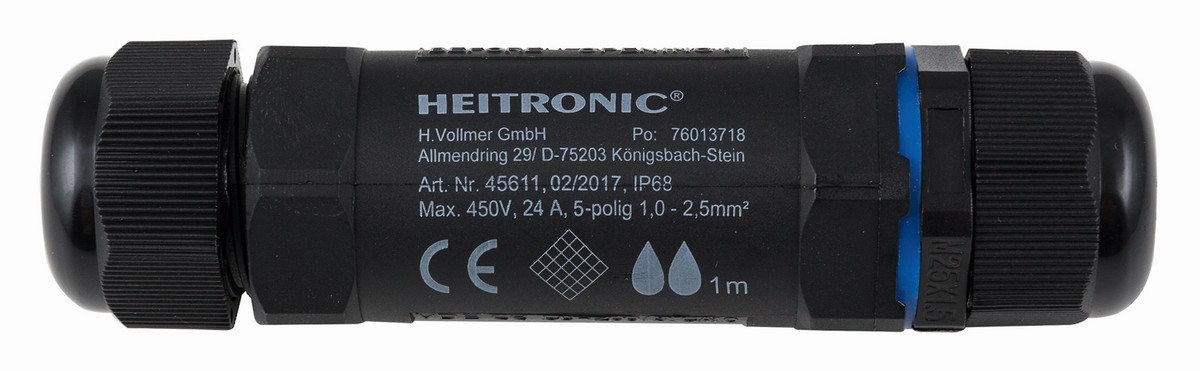 HEITRONIC®
H.Vollmer GmbH Po: 76013718
Allmendring 29/ D-75203 Königsbach-Stein
Art. Nr. 45611, 02/2017, IP68
Max. 450V, 24 A, 5-polig 1,0 - 2,5mm²
CE 1m
M25X1.5